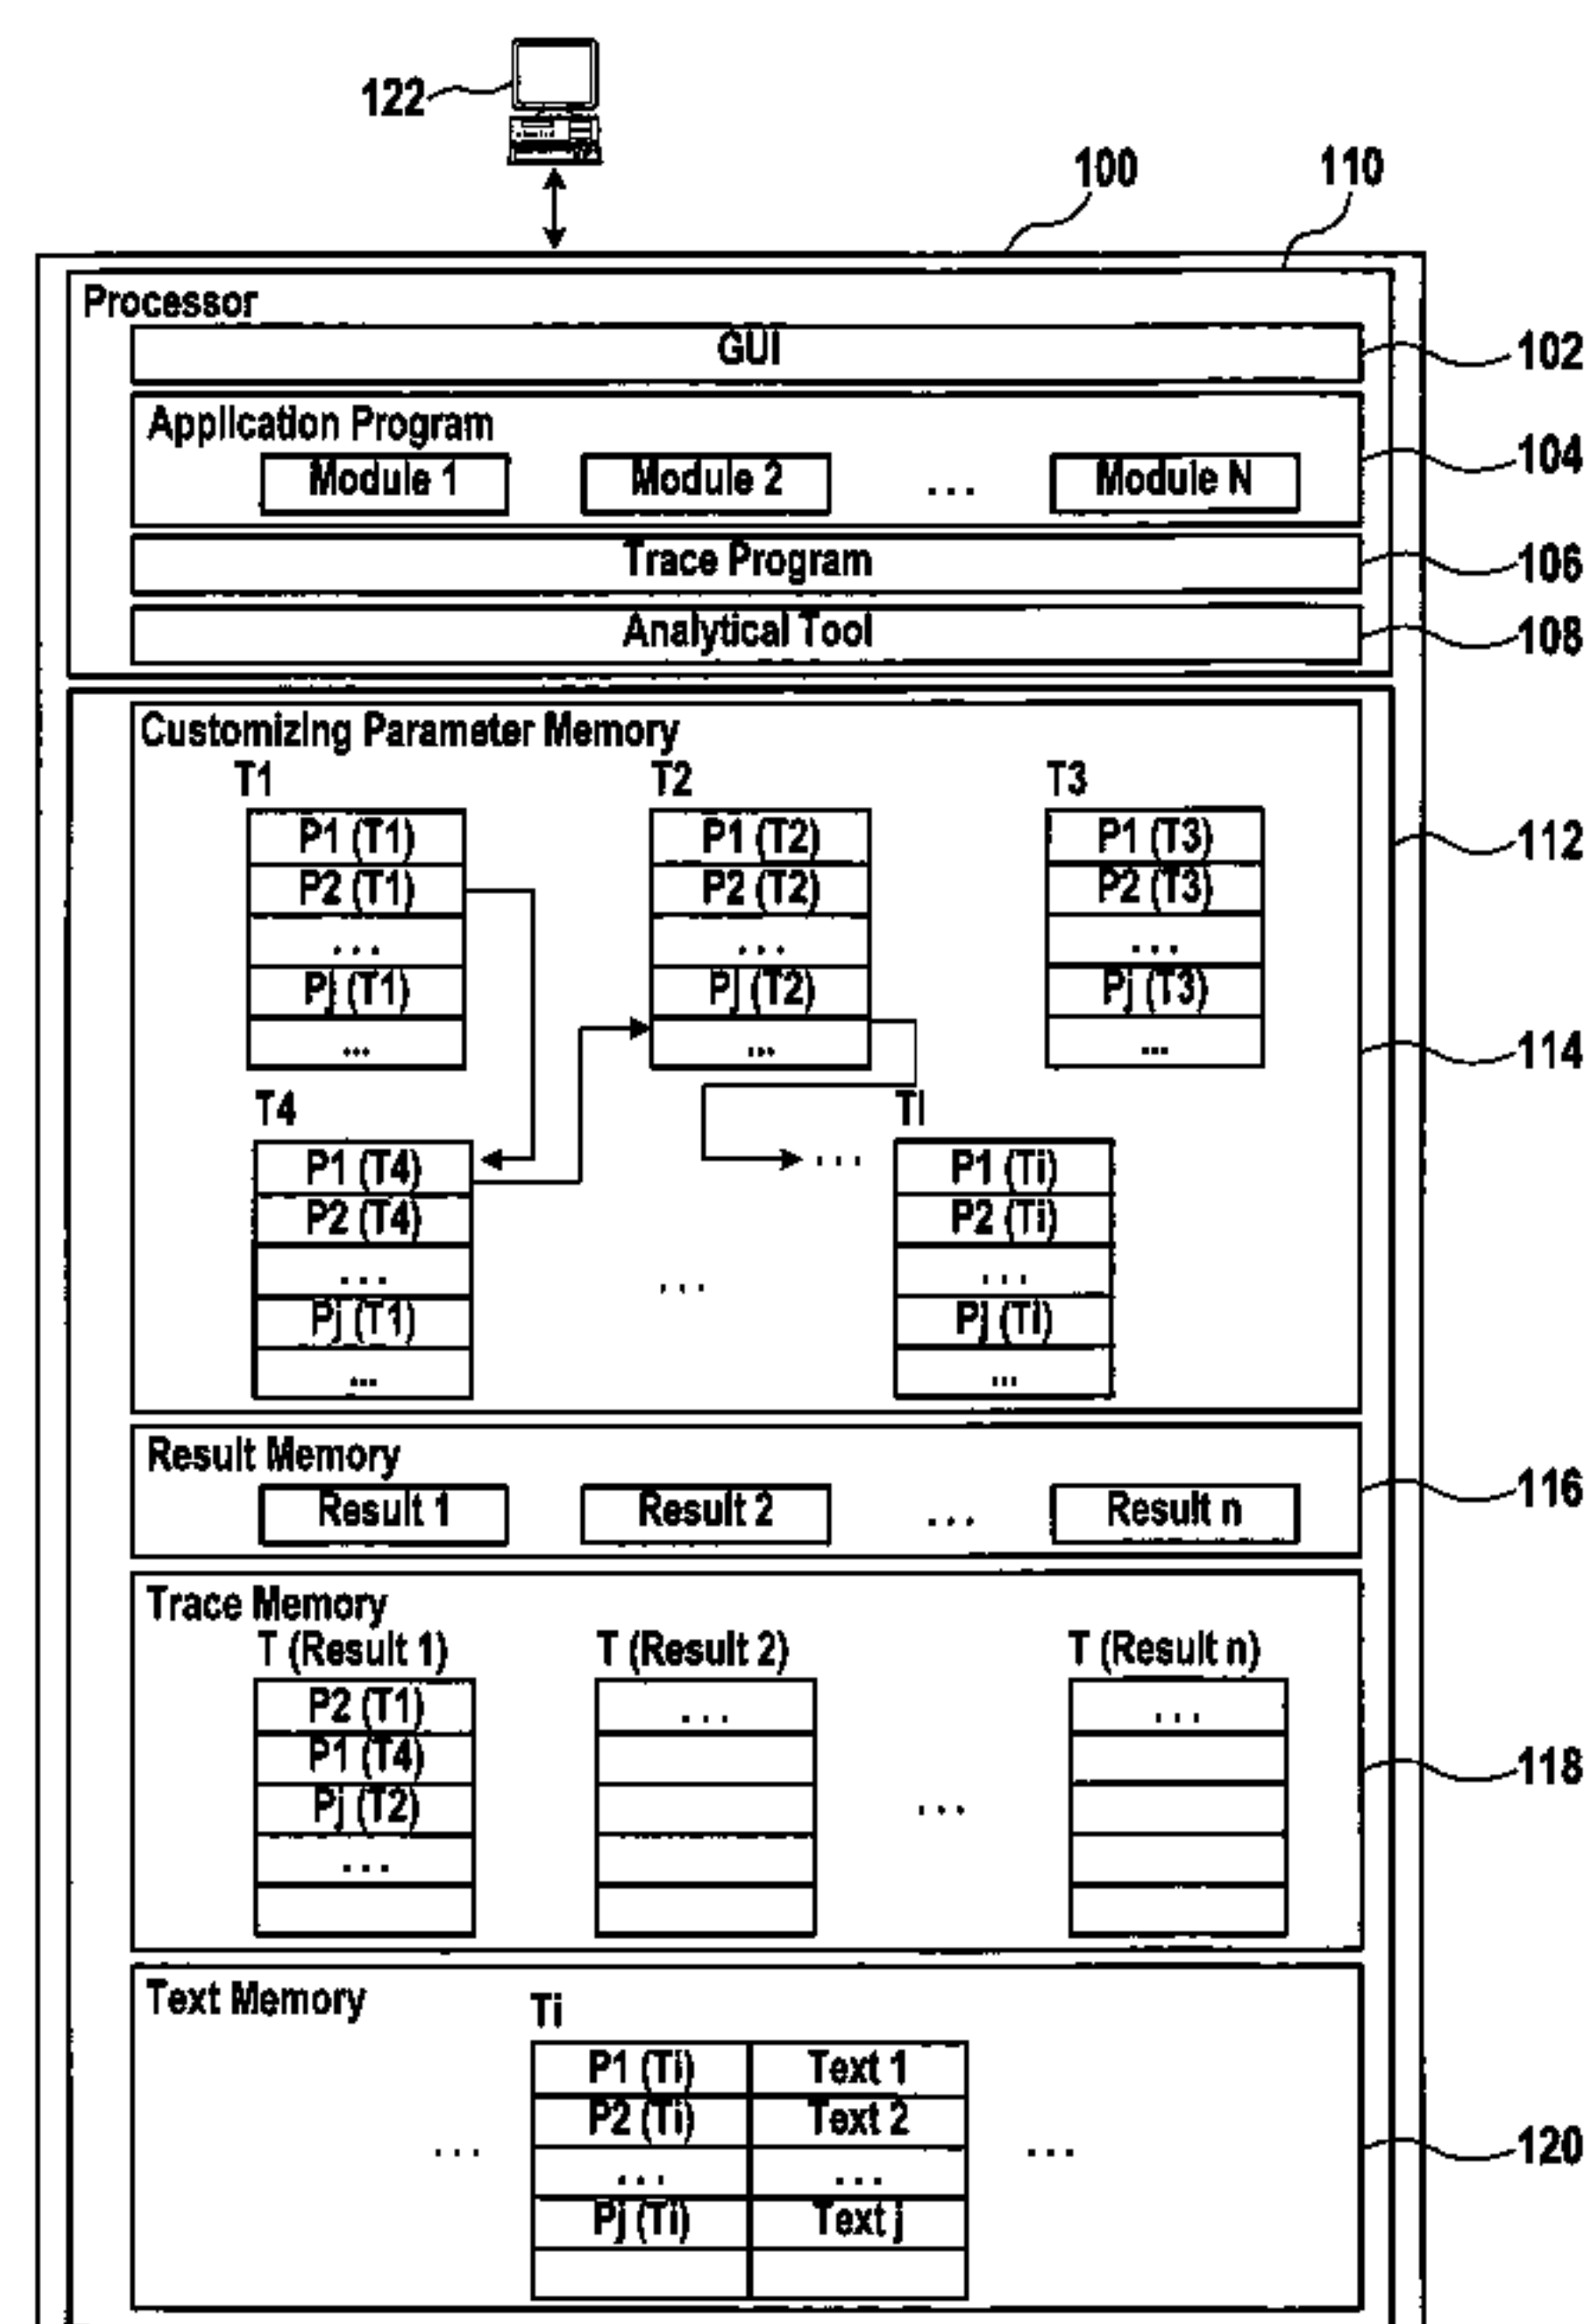 122
100
110
Processor
GUI
102
Application Program
104
Module 1
Module 2
...
Module N
Trace Program
106
Analytical Tool
108
Customizing Parameter Memory
T1
T2
T3
P1 (T1)
P1 (T2)
P1 (T3)
112
P2 (T1)
P2 (T2)
P2 (T3)
...
...
...
Pj (T1)
Pj (T2)
Pj (T3)
...
...
...
114
T4
Ti
P1 (T4)
...
P1 (Ti)
P2 (T4)
P2 (Ti)
...
...
...
Pj (T1)
Pj (Ti)
...
...
Result Memory
116
Result 1
Result 2
...
Result n
Trace Memory
T (Result 1)
T (Result 2)
T (Result n)
P2 (T1)
...
...
P1 (T4)
118
Pj (T2)
...
...
Text Memory
Ti
P1 (Ti)
Text 1
P2 (Ti)
Text 2
...
...
...
...
120
Pj (Ti)
Text j